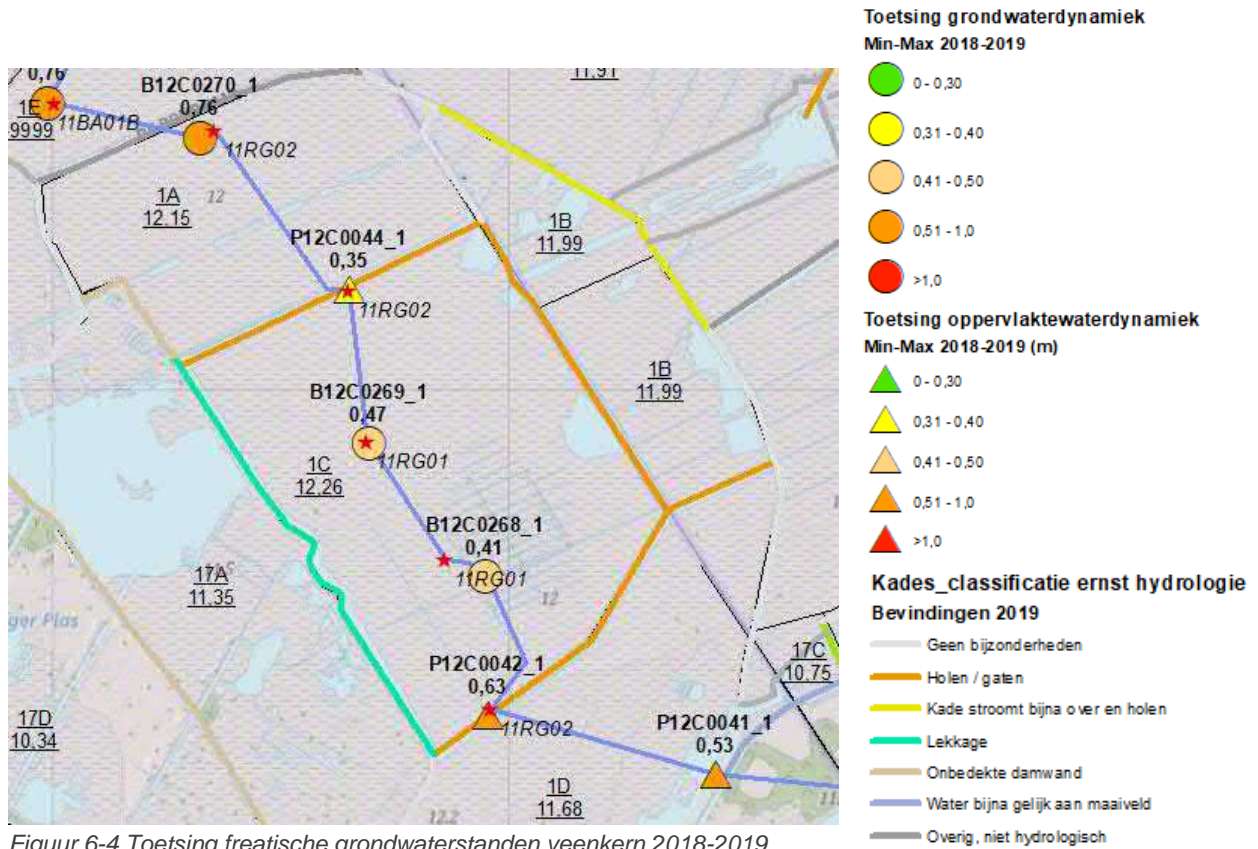 0,76
B12C0270_1
0,76
11,91
1E
9999
11BA01B
11RG02
1A
12,15
12
P12C0044_1
0,35
11RG02
1B
11,99
B12C0269_1
0,47
11RG01
1B
11,99
1C
12,26
B12C0268_1
0,41
11RG01
12
17A
11,35
ger Plas
P12C0042_1
0,63
11RG02
17C
10,75
P12C0041_1
0,53
17D
10,34
1D
11,68
12.2
Figuur 6-4 Toetsing freatische grondwaterstanden veenkern 2018-2019
Toetsing grondwaterdynamiek
Min-Max 2018-2019
0 - 0,30
0,31 - 0,40
0,41 - 0,50
0,51 - 1,0
>1,0
Toetsing oppervlaktewaterdynamiek
Min-Max 2018-2019 (m)
0 - 0,30
0,31 - 0,40
0,41 - 0,50
0,51 - 1,0
>1,0
Kades_classificatie ernst hydrologie
Bevindingen 2019
Geen bijzonderheden
Holen / gaten
Kade stroomt bijna over en holen
Lekkage
Onbedekte damwand
Water bijna gelijk aan maaiveld
Overig, niet hydrologisch